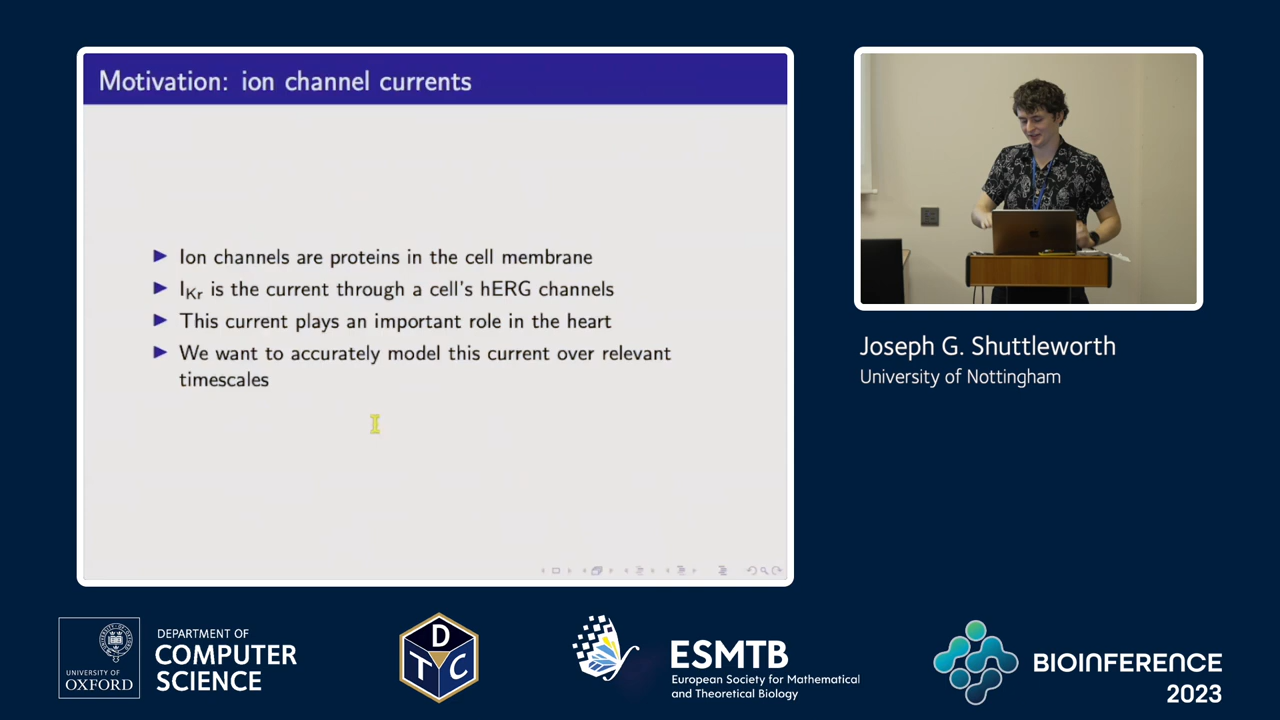 Motivation: ion channel currents
Ion channels are proteins in the cell membrane
IKr is the current through a cell's hERG channels
This current plays an important role in the heart
We want to accurately model this current over relevant
timescales
Joseph G. Shuttleworth
University of Nottingham
UNIVERSITY OF
OXFORD
DEPARTMENT OF
COMPUTER
SCIENCE
D
T C
ESMTB
European Society for Mathematical
and Theoretical Biology
BIOINFERENCE
2023